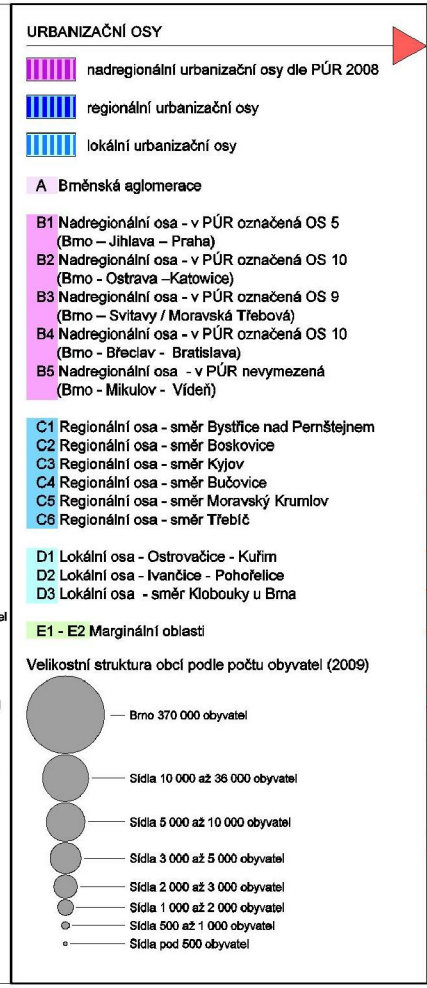 URBANIZAČNÍ OSY
nadregionální urbanizační osy dle PÚR 2008
regionální urbanizační osy
lokální urbanizační osy
A Brněnská aglomerace
B1 Nadregionální osa - v PÚR označená OS 5
(Brno – Jihlava – Praha)
B2 Nadregionální osa - v PÚR označená OS 10
(Brno - Ostrava –Katowice)
B3 Nadregionální osa - v PÚR označená OS 9
(Brno – Svitavy / Moravská Třebová)
B4 Nadregionální osa - v PÚR označená OS 10
(Brno - Břeclav - Bratislava)
B5 Nadregionální osa - v PÚR nevymezená
(Brno - Mikulov - Vídeň)
C1 Regionální osa - směr Bystřice nad Pernštejnem
C2 Regionální osa - směr Boskovice
C3 Regionální osa - směr Kyjov
C4 Regionální osa - směr Bučovice
C5 Regionální osa - směr Moravský Krumlov
C6 Regionální osa - směr Třebíč
D1 Lokální osa - Ostrovačice - Kuřim
D2 Lokální osa - Ivančice - Pohořelice
D3 Lokální osa - směr Klobouky u Brna
E1 - E2 Marginální oblasti
Velikostní struktura obcí podle počtu obyvatel (2009)
Brno 370 000 obyvatel
Sídla 10 000 až 36 000 obyvatel
Sídla 5 000 až 10 000 obyvatel
Sídla 3 000 až 5 000 obyvatel
Sídla 2 000 až 3 000 obyvatel
Sídla 1 000 až 2 000 obyvatel
Sídla 500 až 1 000 obyvatel
Sídla pod 500 obyvatel